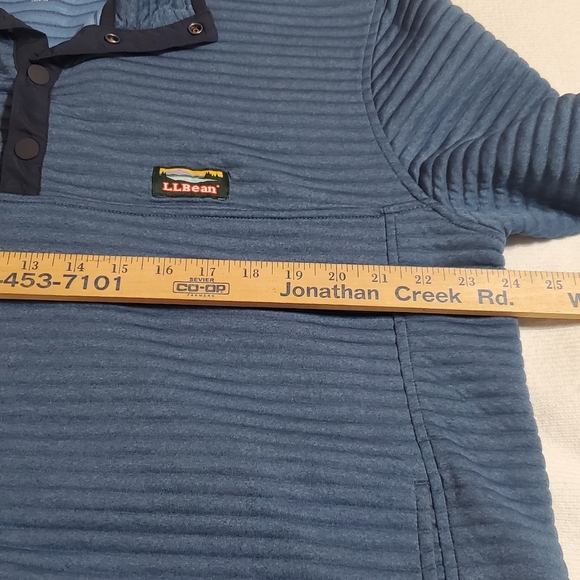 L.L.Bean®
13 14 15 16 17 18 19 20 21 22 23 24 25
-453-7101 SEVIER CO-OP FARMERS Jonathan Creek Rd. W